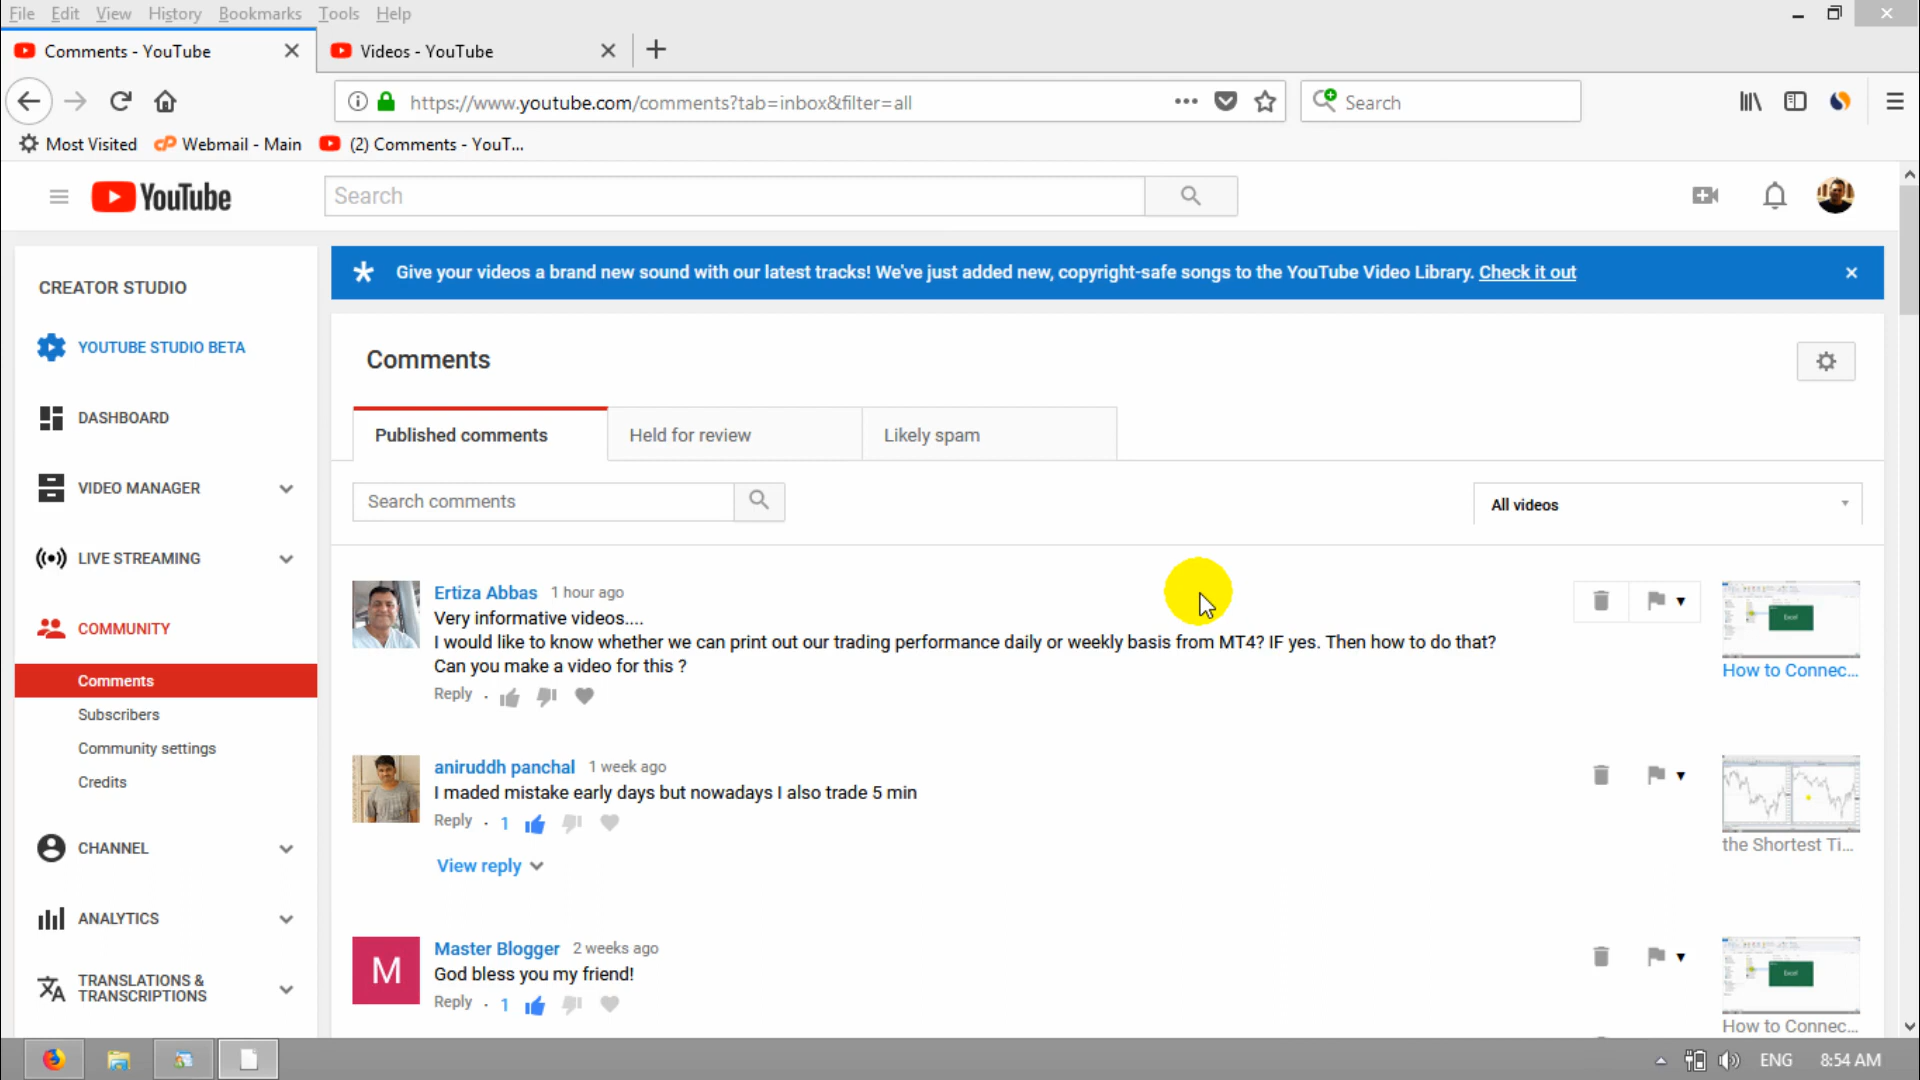 File Edit View History Bookmarks Tools Help
Comments - YouTube
Videos - YouTube
https://www.youtube.com/comments?tab=inbox&filter=all
Search
Most Visited
Webmail - Main
(2) Comments - YouT...
YouTube
Search
CREATOR STUDIO
YOUTUBE STUDIO BETA
DASHBOARD
VIDEO MANAGER
LIVE STREAMING
COMMUNITY
Comments
Subscribers
Community settings
Credits
CHANNEL
ANALYTICS
TRANSLATIONS &
TRANSCRIPTIONS
Give your videos a brand new sound with our latest tracks! We've just added new, copyright-safe songs to the YouTube Video Library. Check it out
Comments
Published comments
Held for review
Likely spam
Search comments
All videos
Ertiza Abbas 1 hour ago
Very informative videos....
I would like to know whether we can print out our trading performance daily or weekly basis from MT4? IF yes. Then how to do that?
Can you make a video for this ?
Reply
Excel
How to Connec...
aniruddh panchal 1 week ago
I maded mistake early days but nowadays I also trade 5 min
Reply · 1
View reply
the Shortest Ti...
M
Master Blogger 2 weeks ago
God bless you my friend!
Reply · 1
Excel
How to Connec...
ENG
8:54 AM